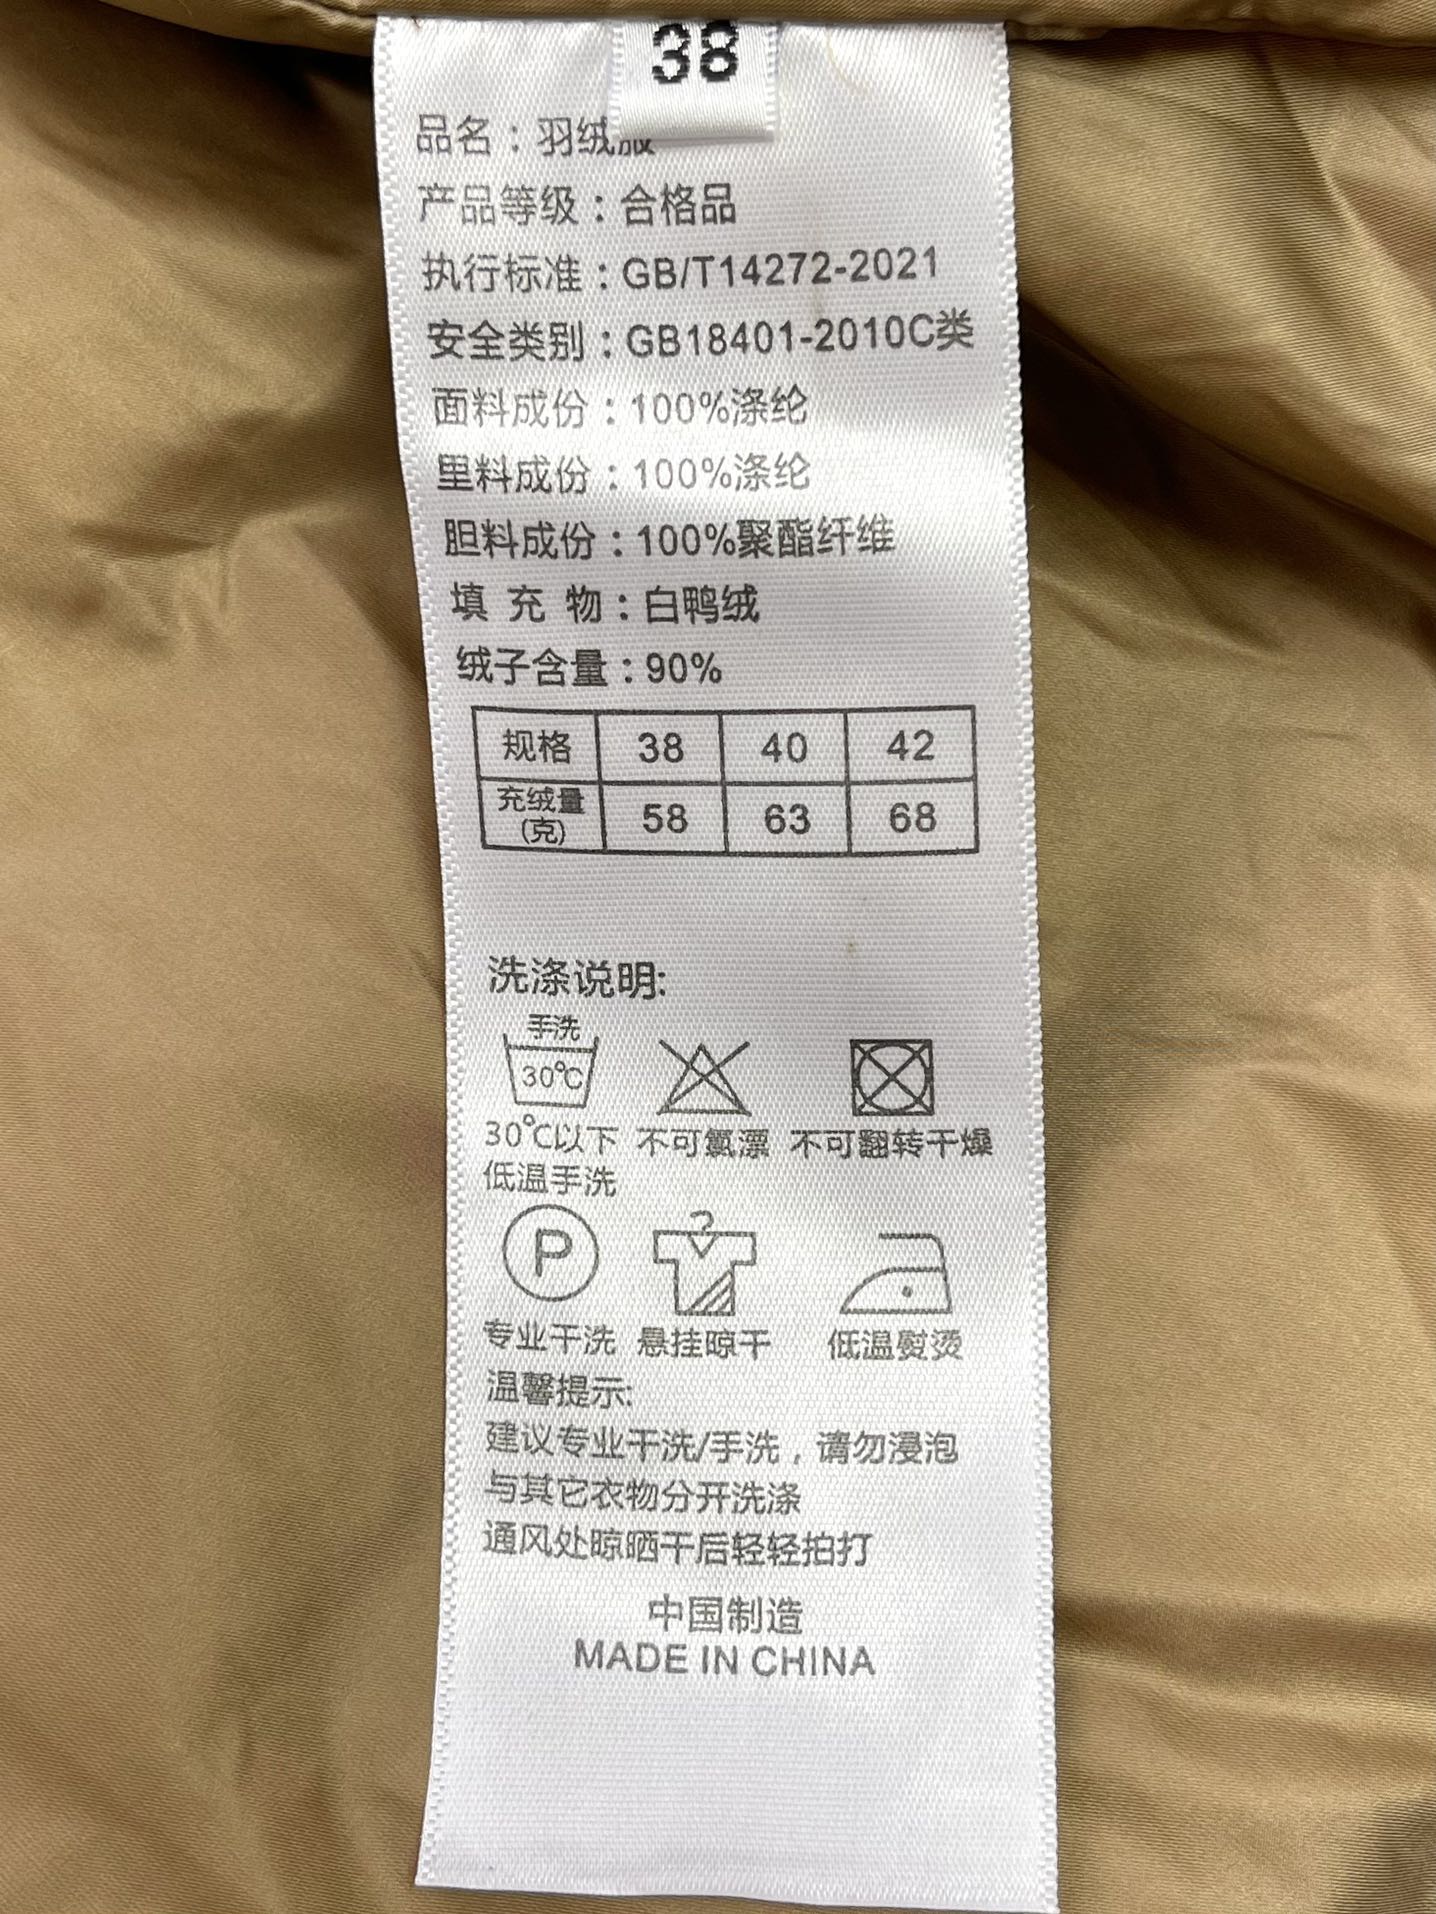 38
品名：羽绒服
产品等级：合格品
执行标准：GB/T14272-2021
安全类别：GB18401-2010C类
面料成份：100%涤纶
里料成份：100%涤纶
胆料成份：100%聚酯纤维
填 充 物：白鸭绒
绒子含量：90%
规格 38 40 42
充绒量(克) 58 63 68
洗涤说明:
手洗
30℃
30℃以下 不可氯漂 不可翻转干燥
低温手洗
P
专业干洗 悬挂晾干 低温熨烫
温馨提示:
建议专业干洗/手洗，请勿浸泡
与其它衣物分开洗涤
通风处晾晒干后轻轻拍打
中国制造
MADE IN CHINA